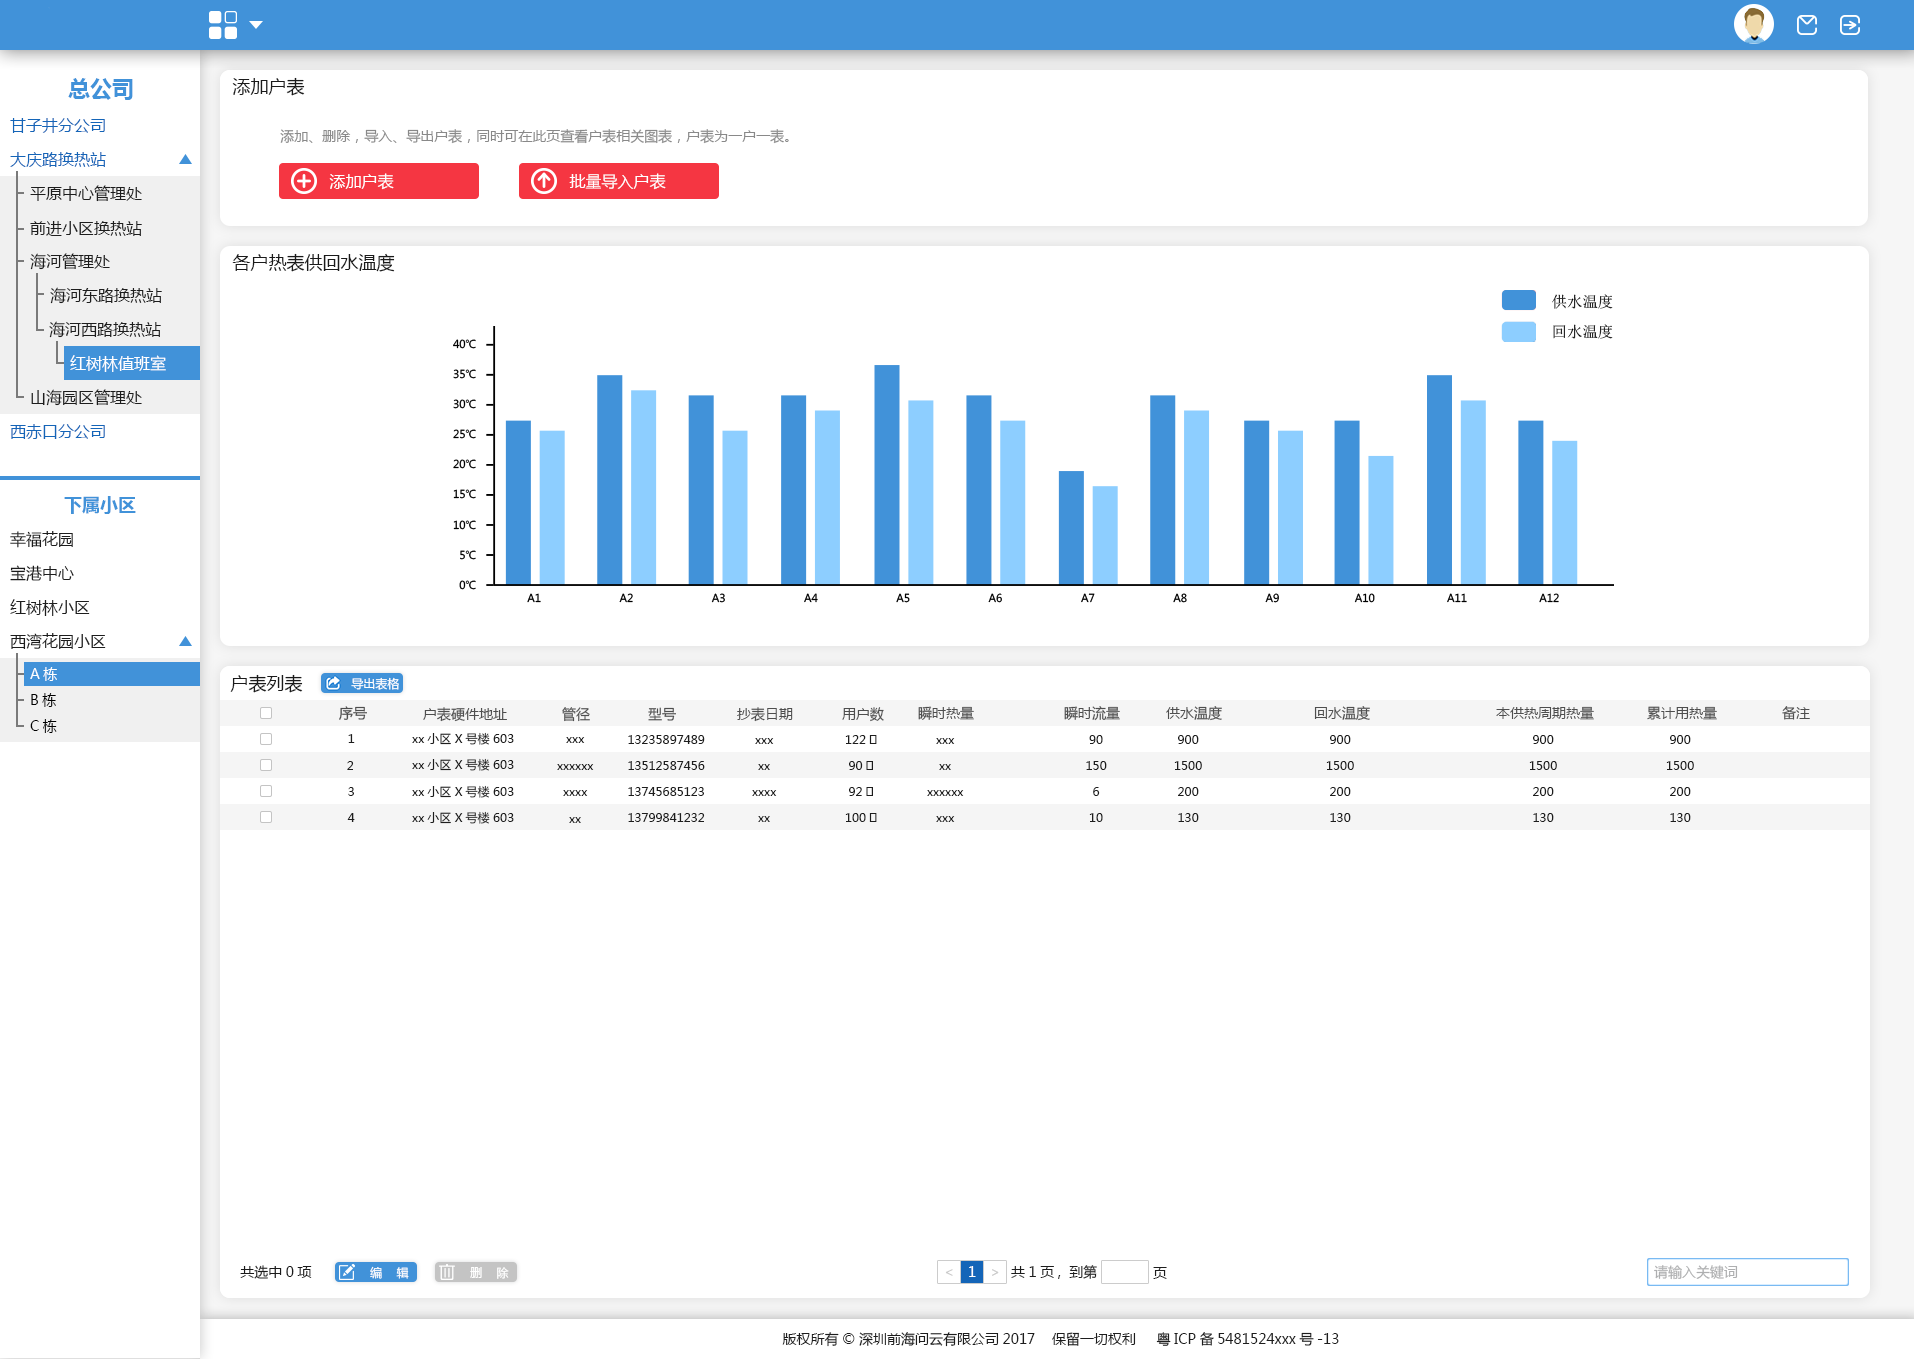 总公司
甘子井分公司
大庆路换热站
平原中心管理处
前进小区换热站
海河管理处
海河东路换热站
海河西路换热站
红树林值班室
山海园区管理处
西赤口分公司
下属小区
幸福花园
宝港中心
红树林小区
西湾花园小区
A 栋
B 栋
C 栋
添加户表
添加、删除，导入、导出户表，同时可在此页查看户表相关图表，户表为一户一表。
添加户表
批量导入户表
各户热表供回水温度
供水温度
回水温度
40℃
35℃
30℃
25℃
20℃
15℃
10℃
5℃
0℃
A1 A2 A3 A4 A5 A6 A7 A8 A9 A10 A11 A12
户表列表 导出表格
序号 户表硬件地址 管径 型号 抄表日期 用户数 瞬时热量 瞬时流量 供水温度 回水温度 本供热周期热量 累计用热量 备注
1 xx 小区 X 号楼 603 xxx 13235897489 xxx 122 xxx 90 900 900 900 900
2 xx 小区 X 号楼 603 xxxxxx 13512587456 xx 90 xx 150 1500 1500 1500 1500
3 xx 小区 X 号楼 603 xxxx 13745685123 xxxx 92 xxxxxx 6 200 200 200 200
4 xx 小区 X 号楼 603 xx 13799841232 xx 100 xxx 10 130 130 130 130
共选中 0 项 编 辑 删 除 < 1 > 共 1 页，到第 页 请输入关键词
版权所有 © 深圳前海问云有限公司 2017 保留一切权利 粤 ICP 备 5481524xxx 号 -13